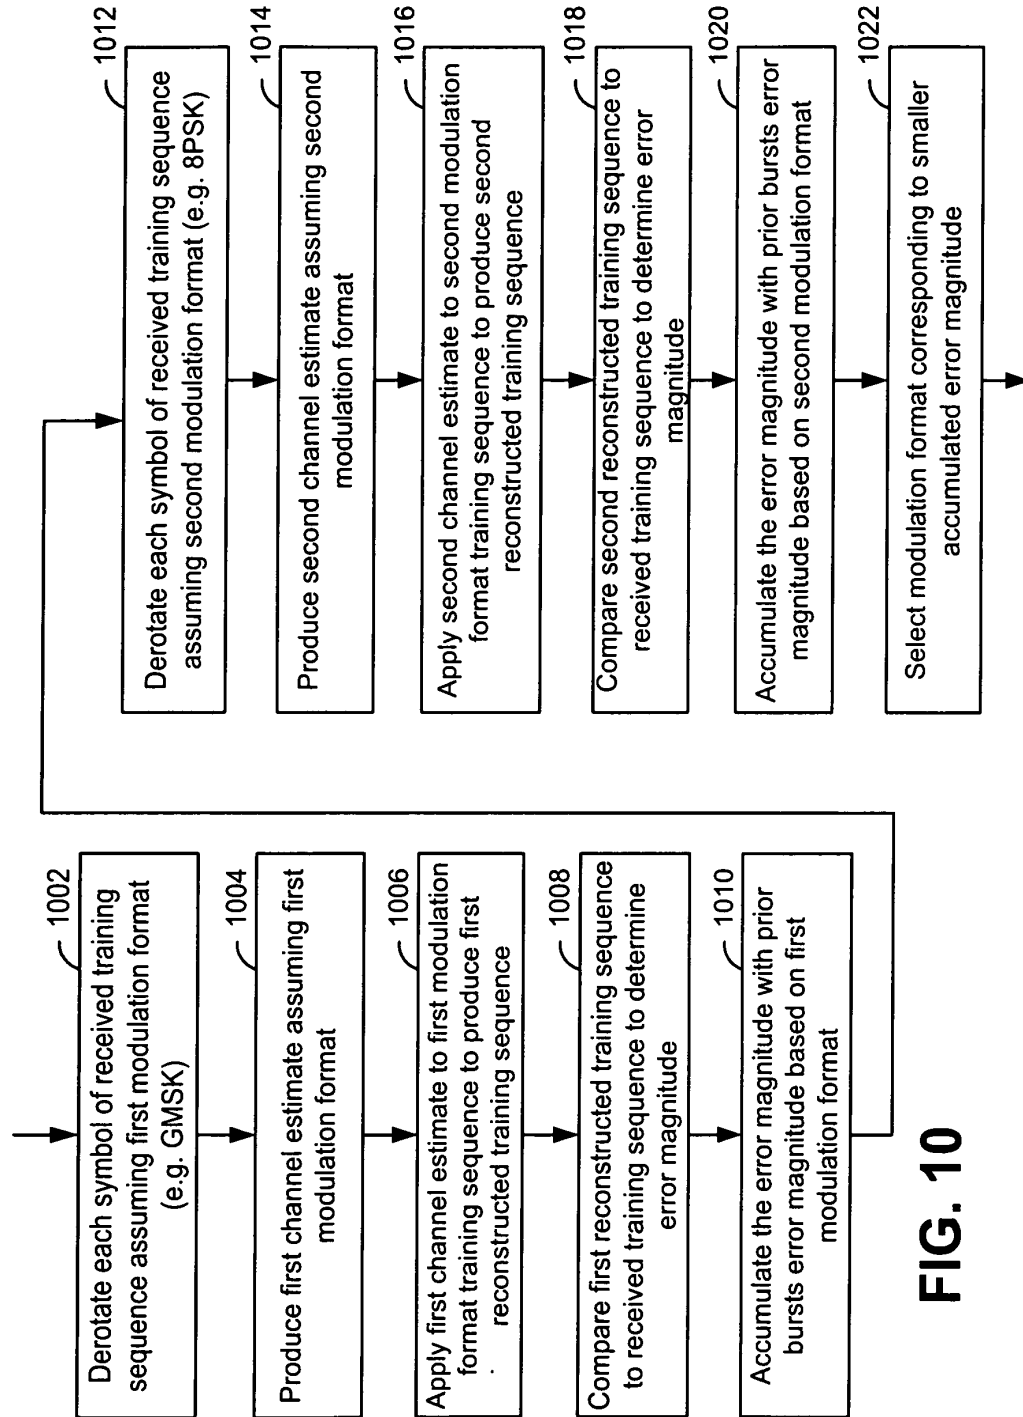 1002
Derotate each symbol of received training
sequence assuming first modulation format
(e.g. GMSK)
1004
Produce first channel estimate assuming first
modulation format
1006
Apply first channel estimate to first modulation
format training sequence to produce first
reconstructed training sequence
.
1008
Compare first reconstructed training sequence
to received training sequence to determine
error magnitude
1010
Accumulate the error magnitude with prior
bursts error magnitude based on first
modulation format
1012
Derotate each symbol of received training sequence
assuming second modulation format (e.g. 8PSK)
1014
Produce second channel estimate assuming second
modulation format
1016
Apply second channel estimate to second modulation
format training sequence to produce second
reconstructed training sequence
1018
Compare second reconstructed training sequence to
received training sequence to determine error
magnitude
1020
Accumulate the error magnitude with prior bursts error
magnitude based on second modulation format
1022
Select modulation format corresponding to smaller
accumulated error magnitude
FIG. 10